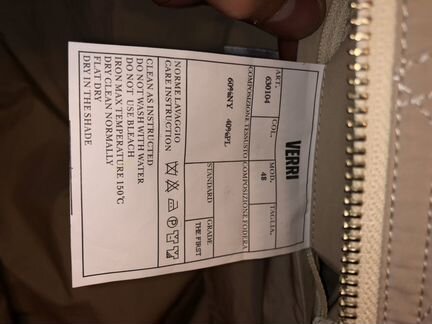 VERRI
ART. COL. MOD. TAGLIA.
630104 48
COMPOSIZIONE TESSUTO COMPOSIZIONE FODERA
60%NY 40%PL
STANDARD GRADE
THE FIRST
NORME LAVAGGIO
CARE INSTRUCTION
CLEAN AS INSTRUCTED
DO NOT WASH WITH WATER
DO NOT USE BLEACH
IRON MAX TEMPERATURE 150℃
DRY CLEAN NORMALLY
FLAT DRY
DRY IN THE SHADE